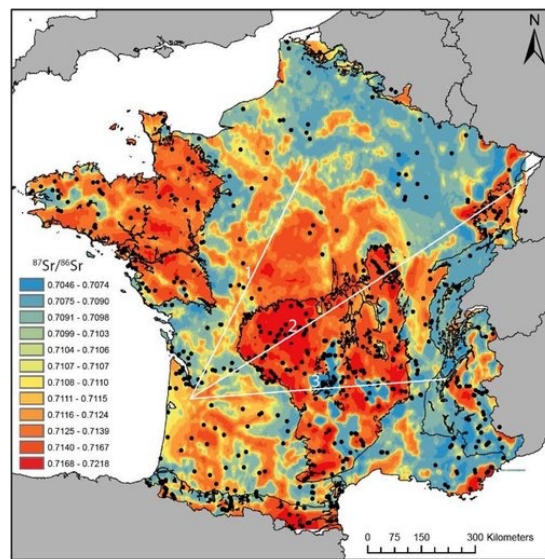 N
1
2
3
⁸⁷Sr/⁸⁶Sr
0.7046 - 0.7074
0.7075 - 0.7090
0.7091 - 0.7098
0.7099 - 0.7103
0.7104 - 0.7106
0.7107 - 0.7107
0.7108 - 0.7110
0.7111 - 0.7115
0.7116 - 0.7124
0.7125 - 0.7139
0.7140 - 0.7167
0.7168 - 0.7218
0 75 150 300 Kilometers